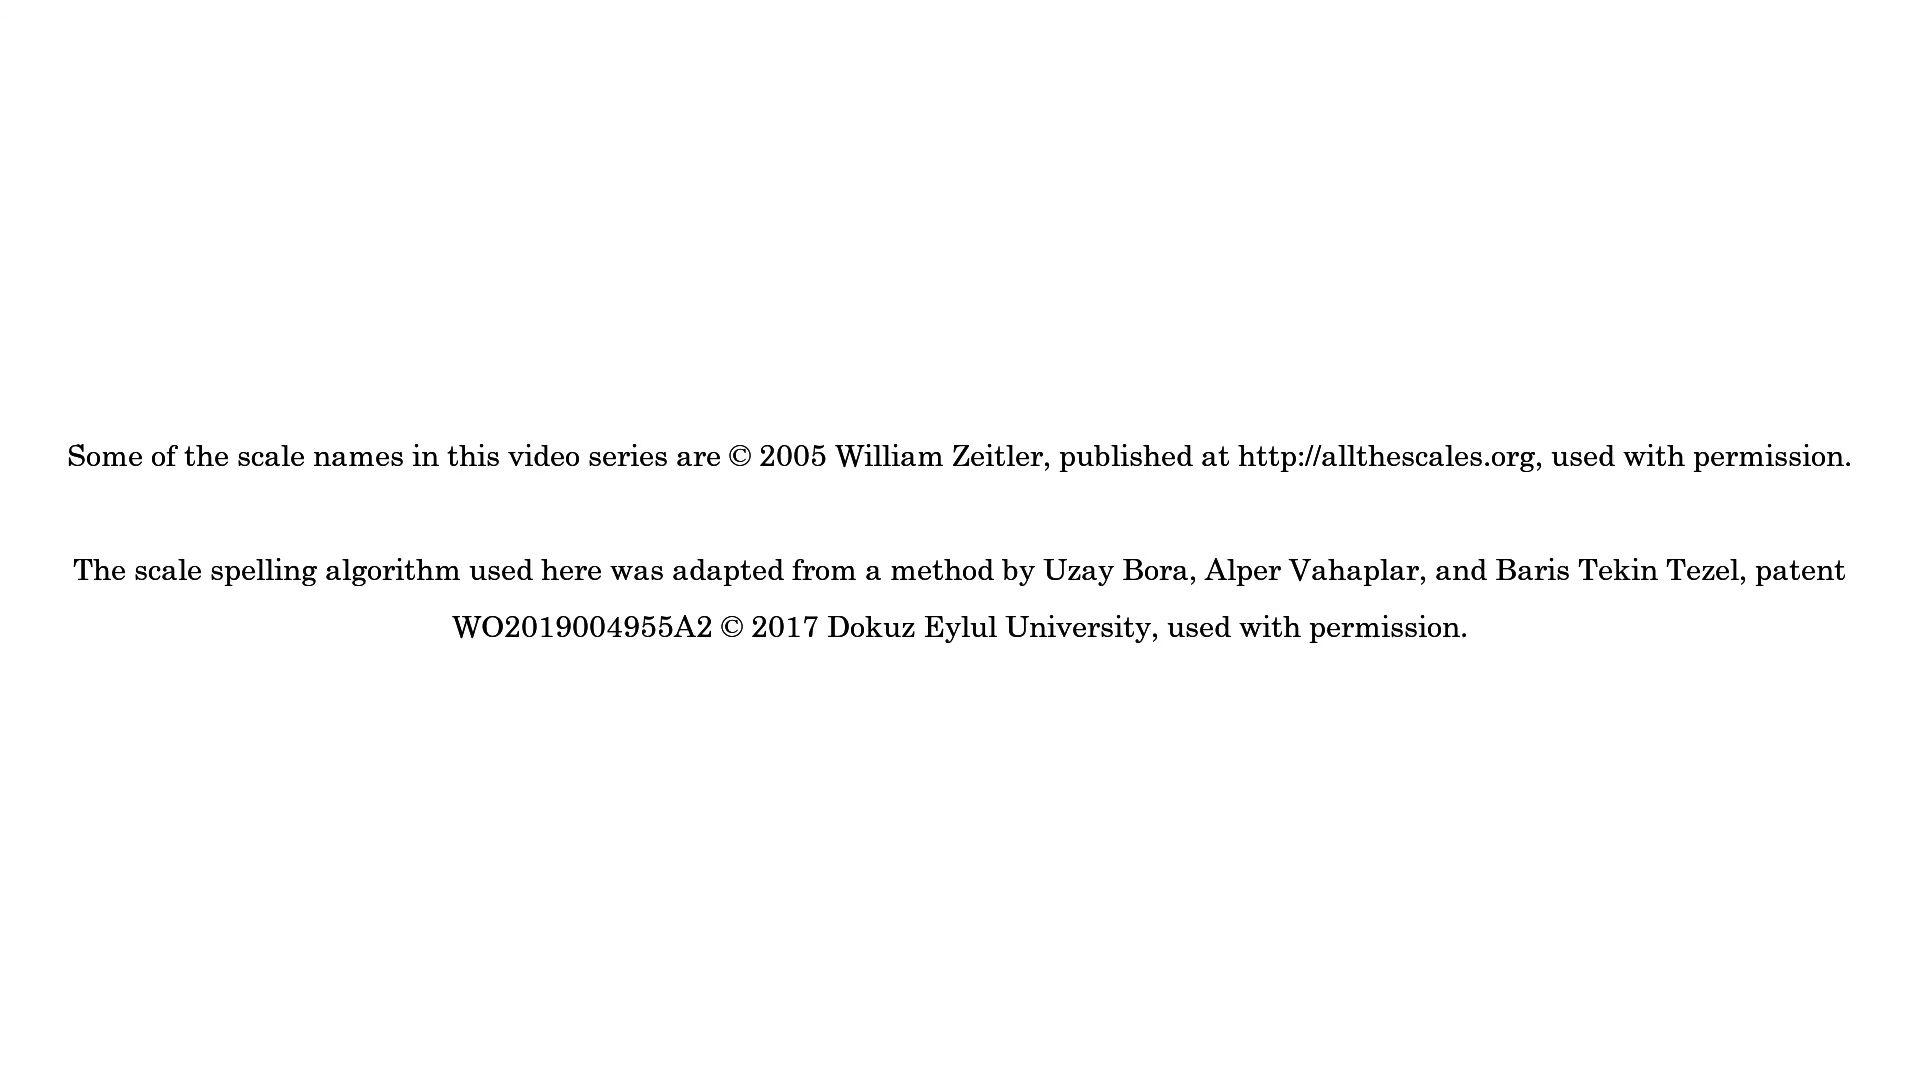 Some of the scale names in this video series are © 2005 William Zeitler, published at http://allthescales.org, used with permission.
The scale spelling algorithm used here was adapted from a method by Uzay Bora, Alper Vahaplar, and Baris Tekin Tezel, patent
WO2019004955A2 © 2017 Dokuz Eylul University, used with permission.